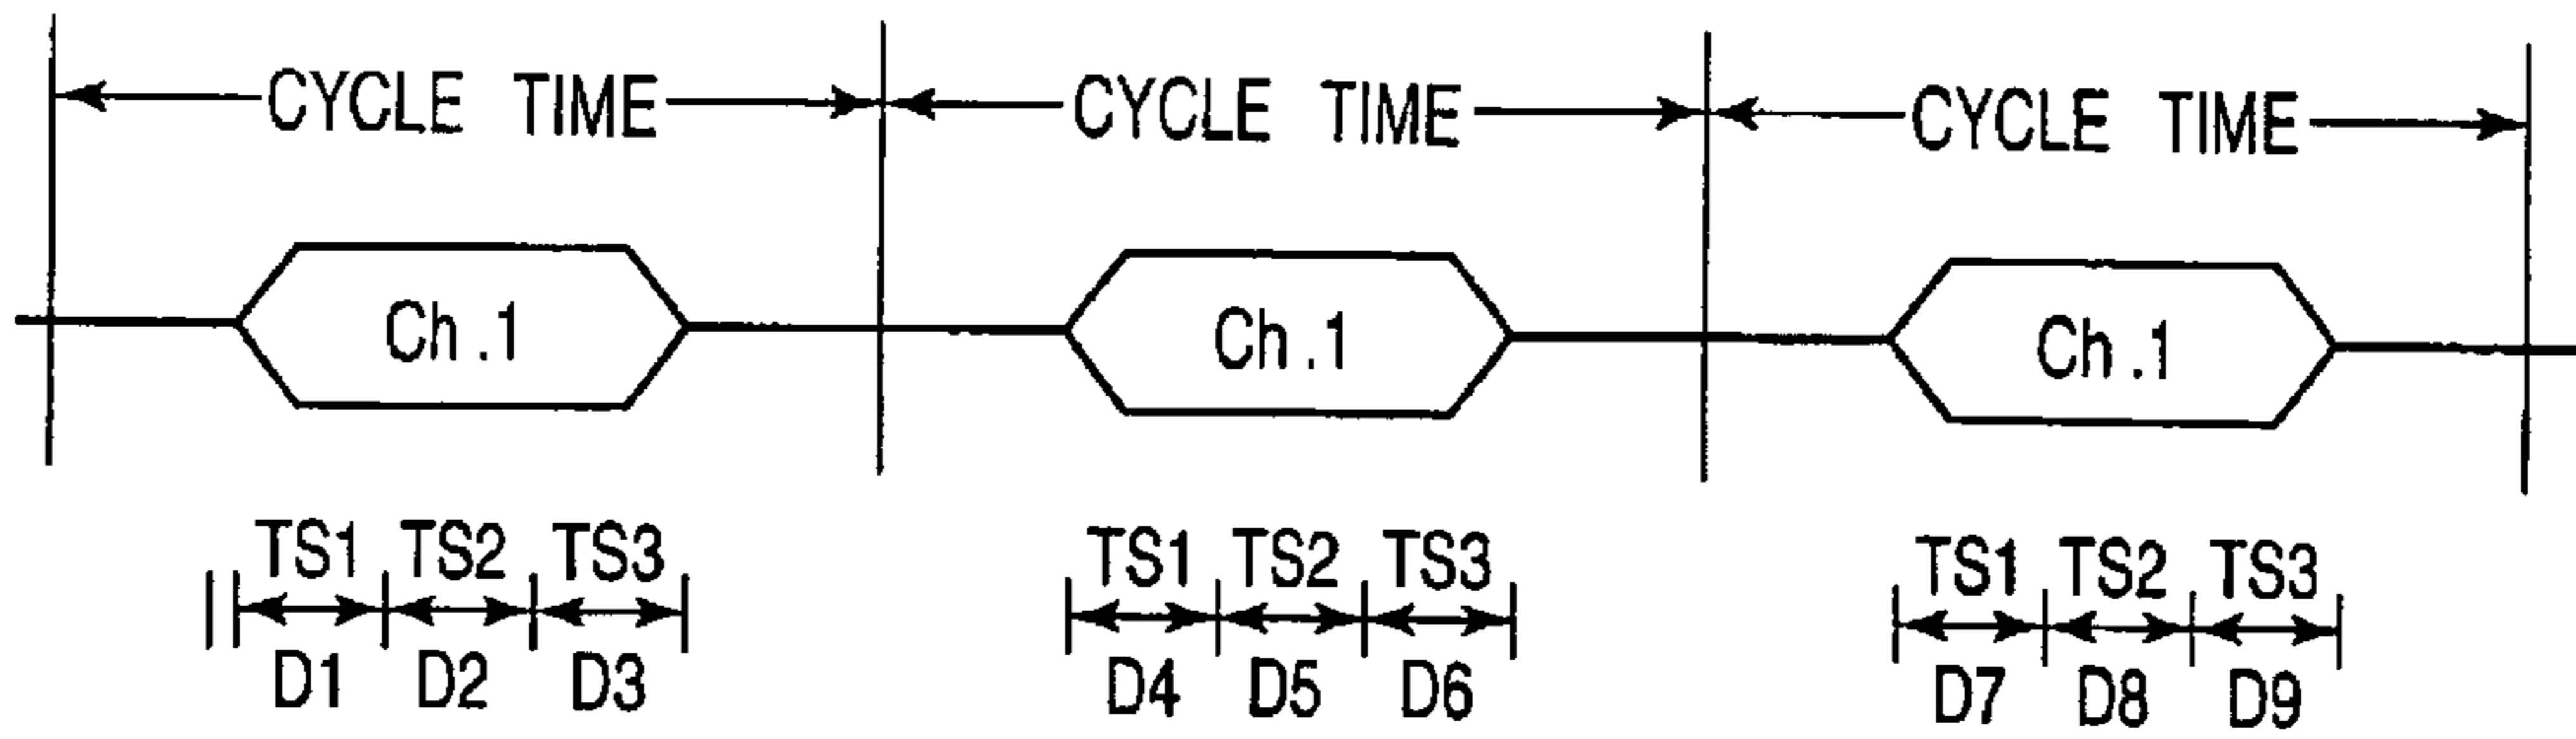 CYCLE TIME CYCLE TIME CYCLE TIME
Ch.1 Ch.1 Ch.1
TS1 TS2 TS3 TS1 TS2 TS3 TS1 TS2 TS3
D1 D2 D3 D4 D5 D6 D7 D8 D9